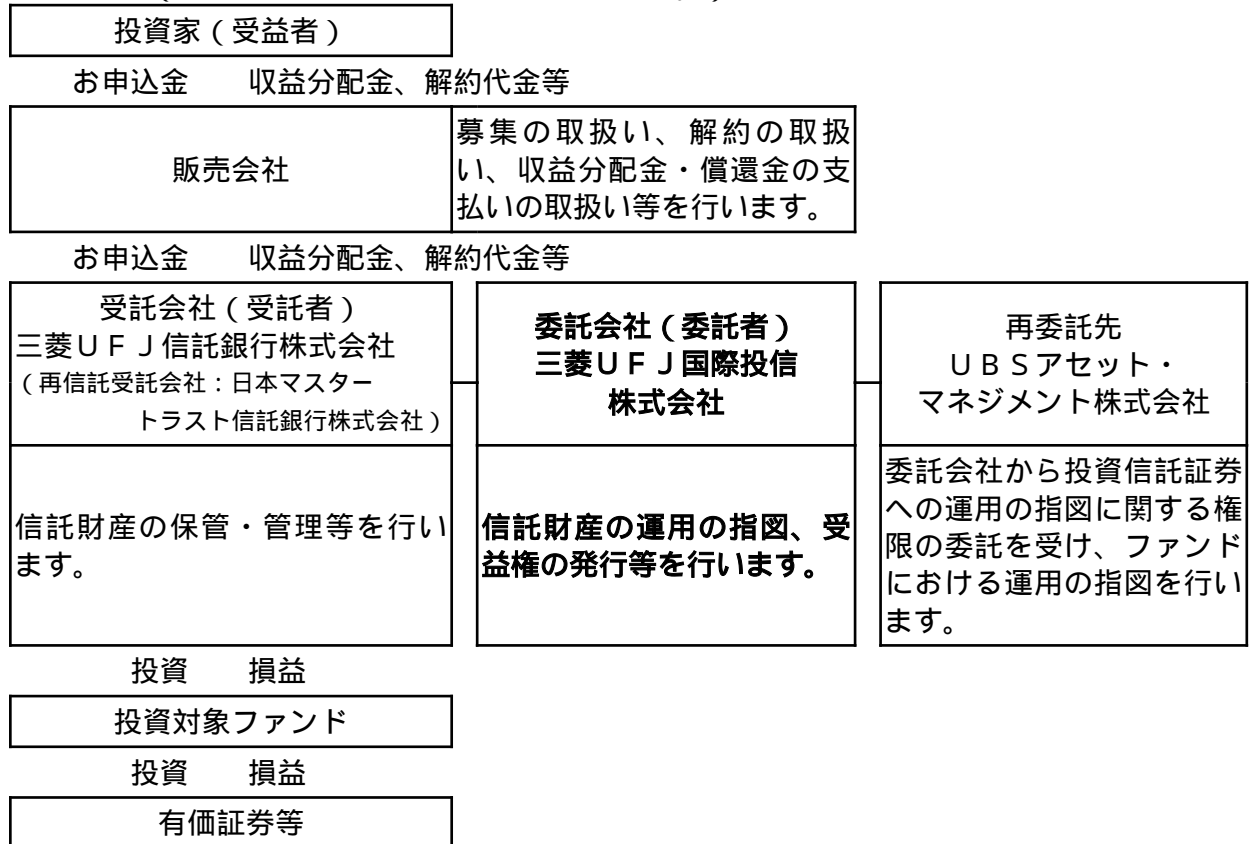 投資家（受益者）
お申込金　　収益分配金、解約代金等
販売会社
募集の取扱い、解約の取扱
い、収益分配金・償還金の支
払いの取扱い等を行います。
お申込金　　収益分配金、解約代金等
受託会社（受託者）
三菱ＵＦＪ信託銀行株式会社
（再信託受託会社：日本マスター
トラスト信託銀行株式会社）
委託会社（委託者）
三菱ＵＦＪ国際投信
株式会社
再委託先
ＵＢＳアセット・
マネジメント株式会社
信託財産の保管・管理等を行い
ます。
信託財産の運用の指図、受
益権の発行等を行います。
委託会社から投資信託証券
への運用の指図に関する権
限の委託を受け、ファンド
における運用の指図を行い
ます。
投資　　損益
投資対象ファンド
投資　　損益
有価証券等